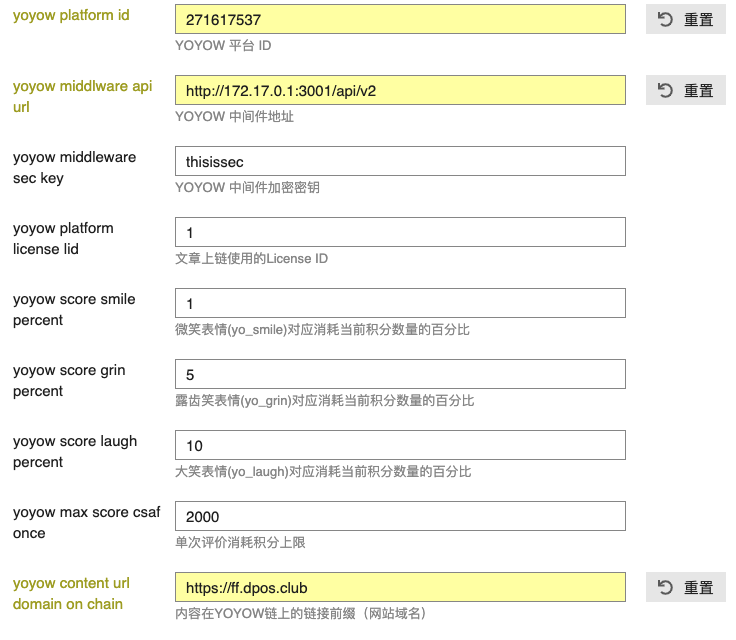 yoyow platform id
271617537
重置
YOYOW 平台 ID
yoyow middlware api
url
http://172.17.0.1:3001/api/v2
重置
YOYOW 中间件地址
yoyow middleware
sec key
thisissec
YOYOW 中间件加密密钥
yoyow platform
license lid
1
文章上链使用的License ID
yoyow score smile
percent
1
微笑表情(yo_smile)对应消耗当前积分数量的百分比
yoyow score grin
percent
5
露齿笑表情(yo_grin)对应消耗当前积分数量的百分比
yoyow score laugh
percent
10
大笑表情(yo_laugh)对应消耗当前积分数量的百分比
yoyow max score csaf
once
2000
单次评价消耗积分上限
yoyow content url
domain on chain
https://ff.dpos.club
重置
内容在YOYOW链上的链接前缀（网站域名）